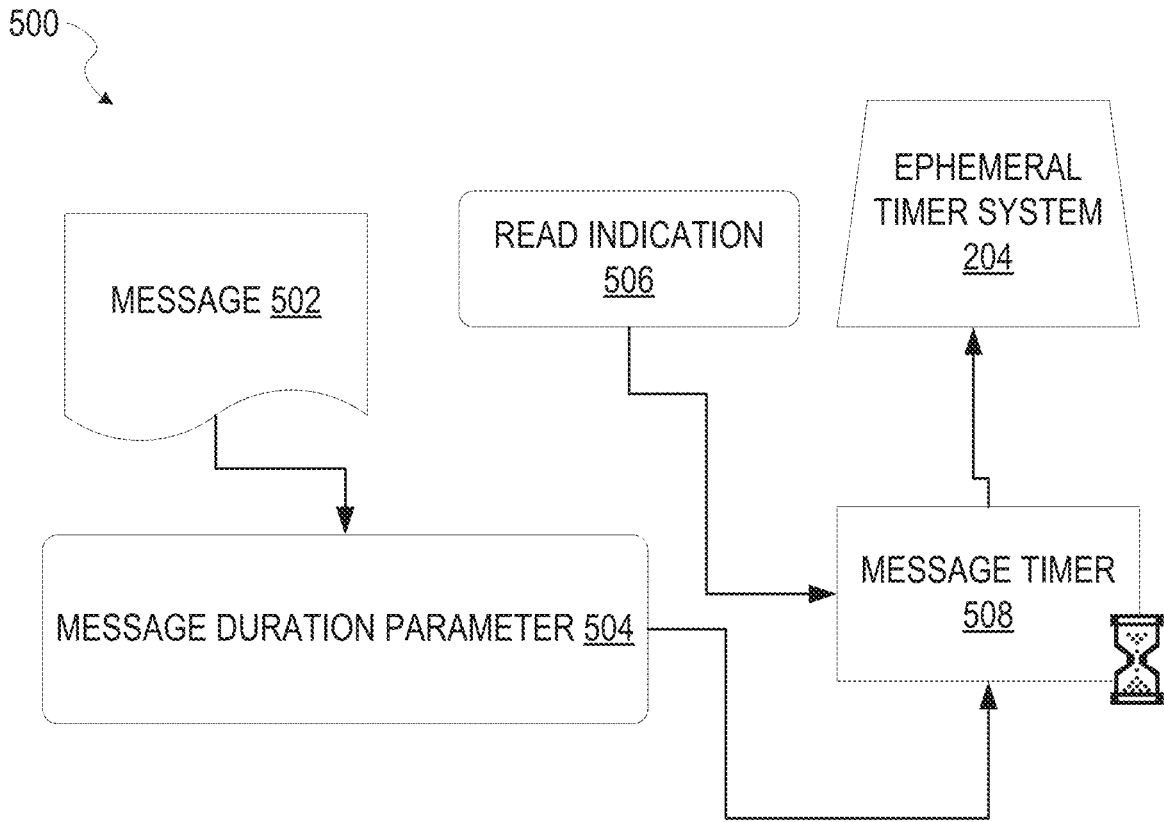 500
EPHEMERAL
TIMER SYSTEM
204
READ INDICATION
506
MESSAGE 502
MESSAGE TIMER
508
MESSAGE DURATION PARAMETER 504